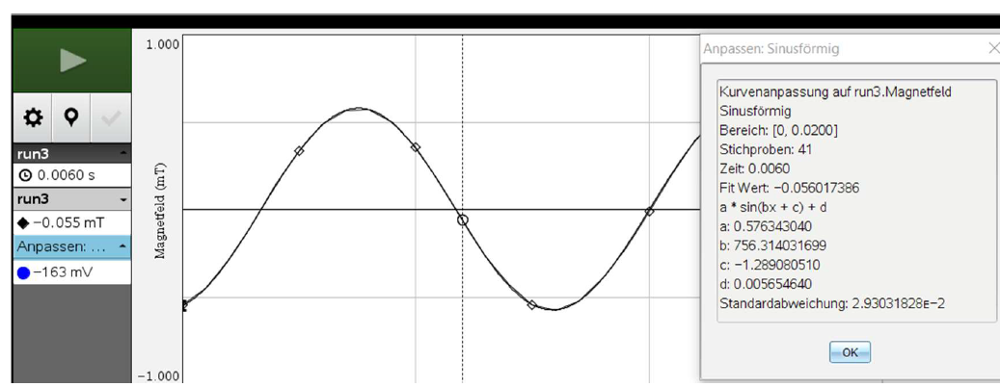 1.000
Magnetfeld (mT)
−1.000
run3
0.0060 s
run3
−0.055 mT
Anpassen: ...
−163 mV
Anpassen: Sinusförmig
Kurvenanpassung auf run3.Magnetfeld
Sinusförmig
Bereich: [0, 0.0200]
Stichproben: 41
Zeit: 0.0060
Fit Wert: −0.056017386
a * sin(bx + c) + d
a: 0.576343040
b: 756.314031699
c: −1.289080510
d: 0.005654640
Standardabweichung: 2.93031828E−2
OK